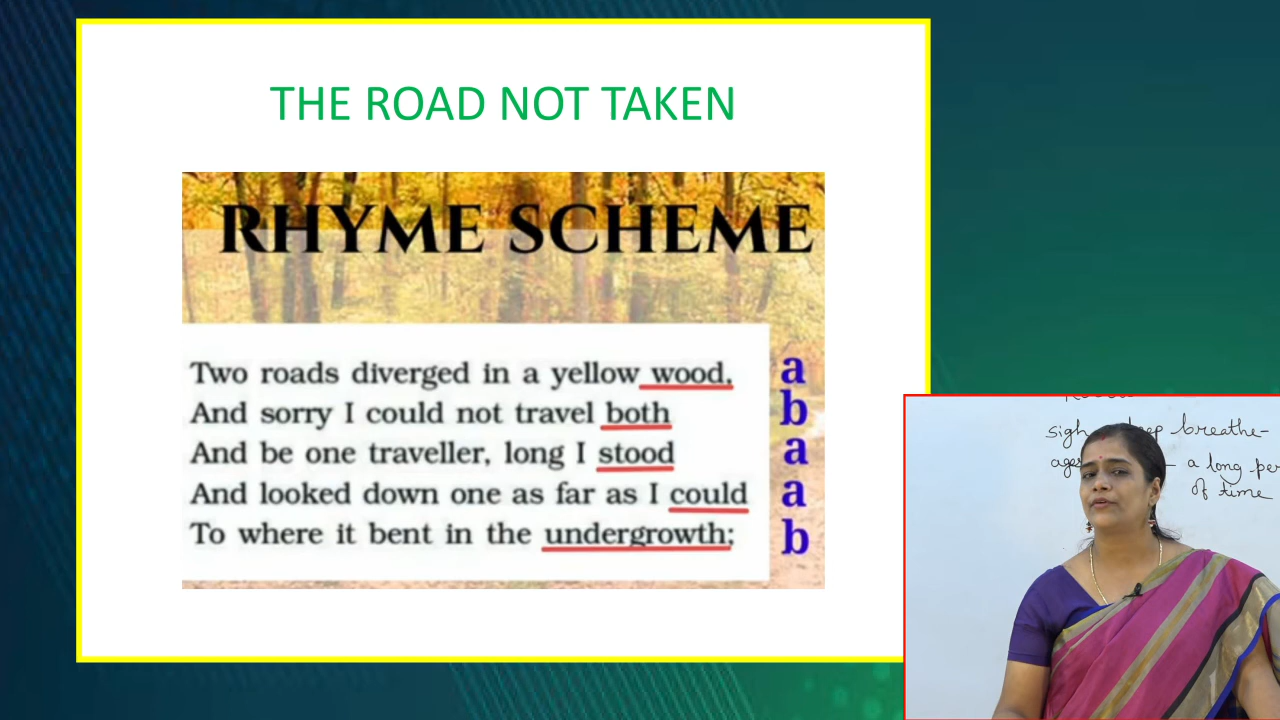 THE ROAD NOT TAKEN
RHYME SCHEME
Two roads diverged in a yellow wood, a
And sorry I could not travel both b
And be one traveller, long I stood a
And looked down one as far as I could a
To where it bent in the undergrowth; b
sigh breathe-
a long per
of time